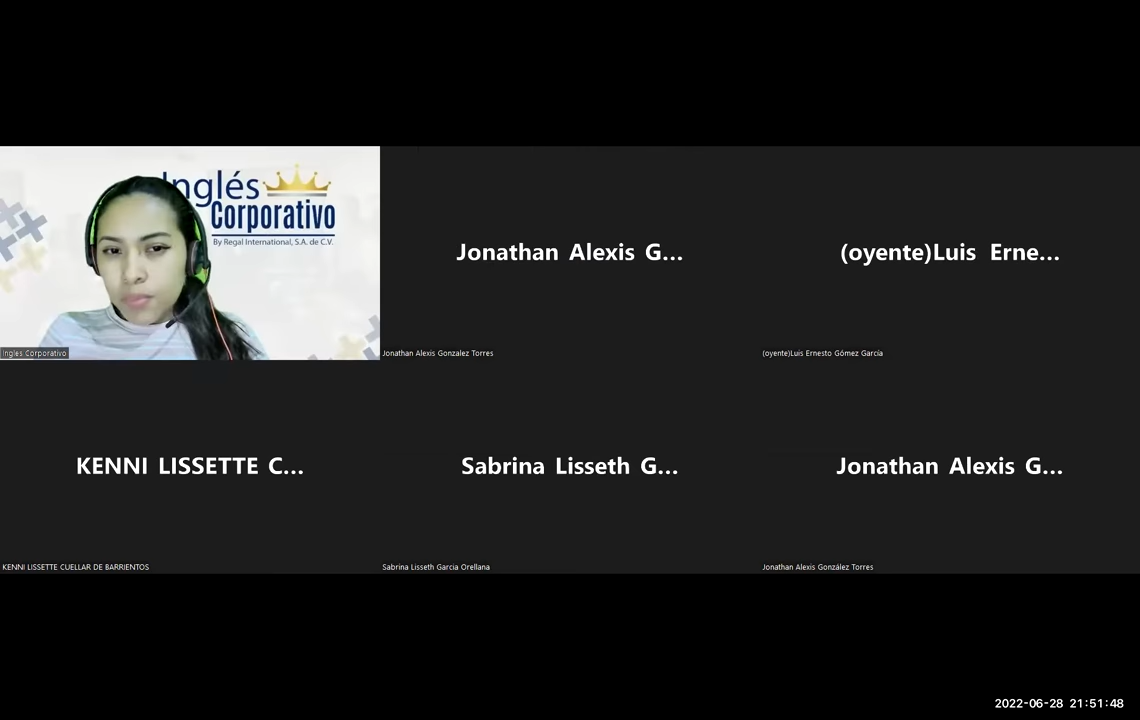 Inglés
Corporativo
By Regal International, S.A. de C.V.
Ingles Corporativo
Jonathan Alexis G...
Jonathan Alexis Gonzalez Torres
(oyente)Luis Erne...
(oyente)Luis Ernesto Gómez García
KENNI LISSETTE C...
KENNI LISSETTE CUELLAR DE BARRIENTOS
Sabrina Lisseth G...
Sabrina Lisseth Garcia Orellana
Jonathan Alexis G...
Jonathan Alexis González Torres
2022-06-28 21:51:48